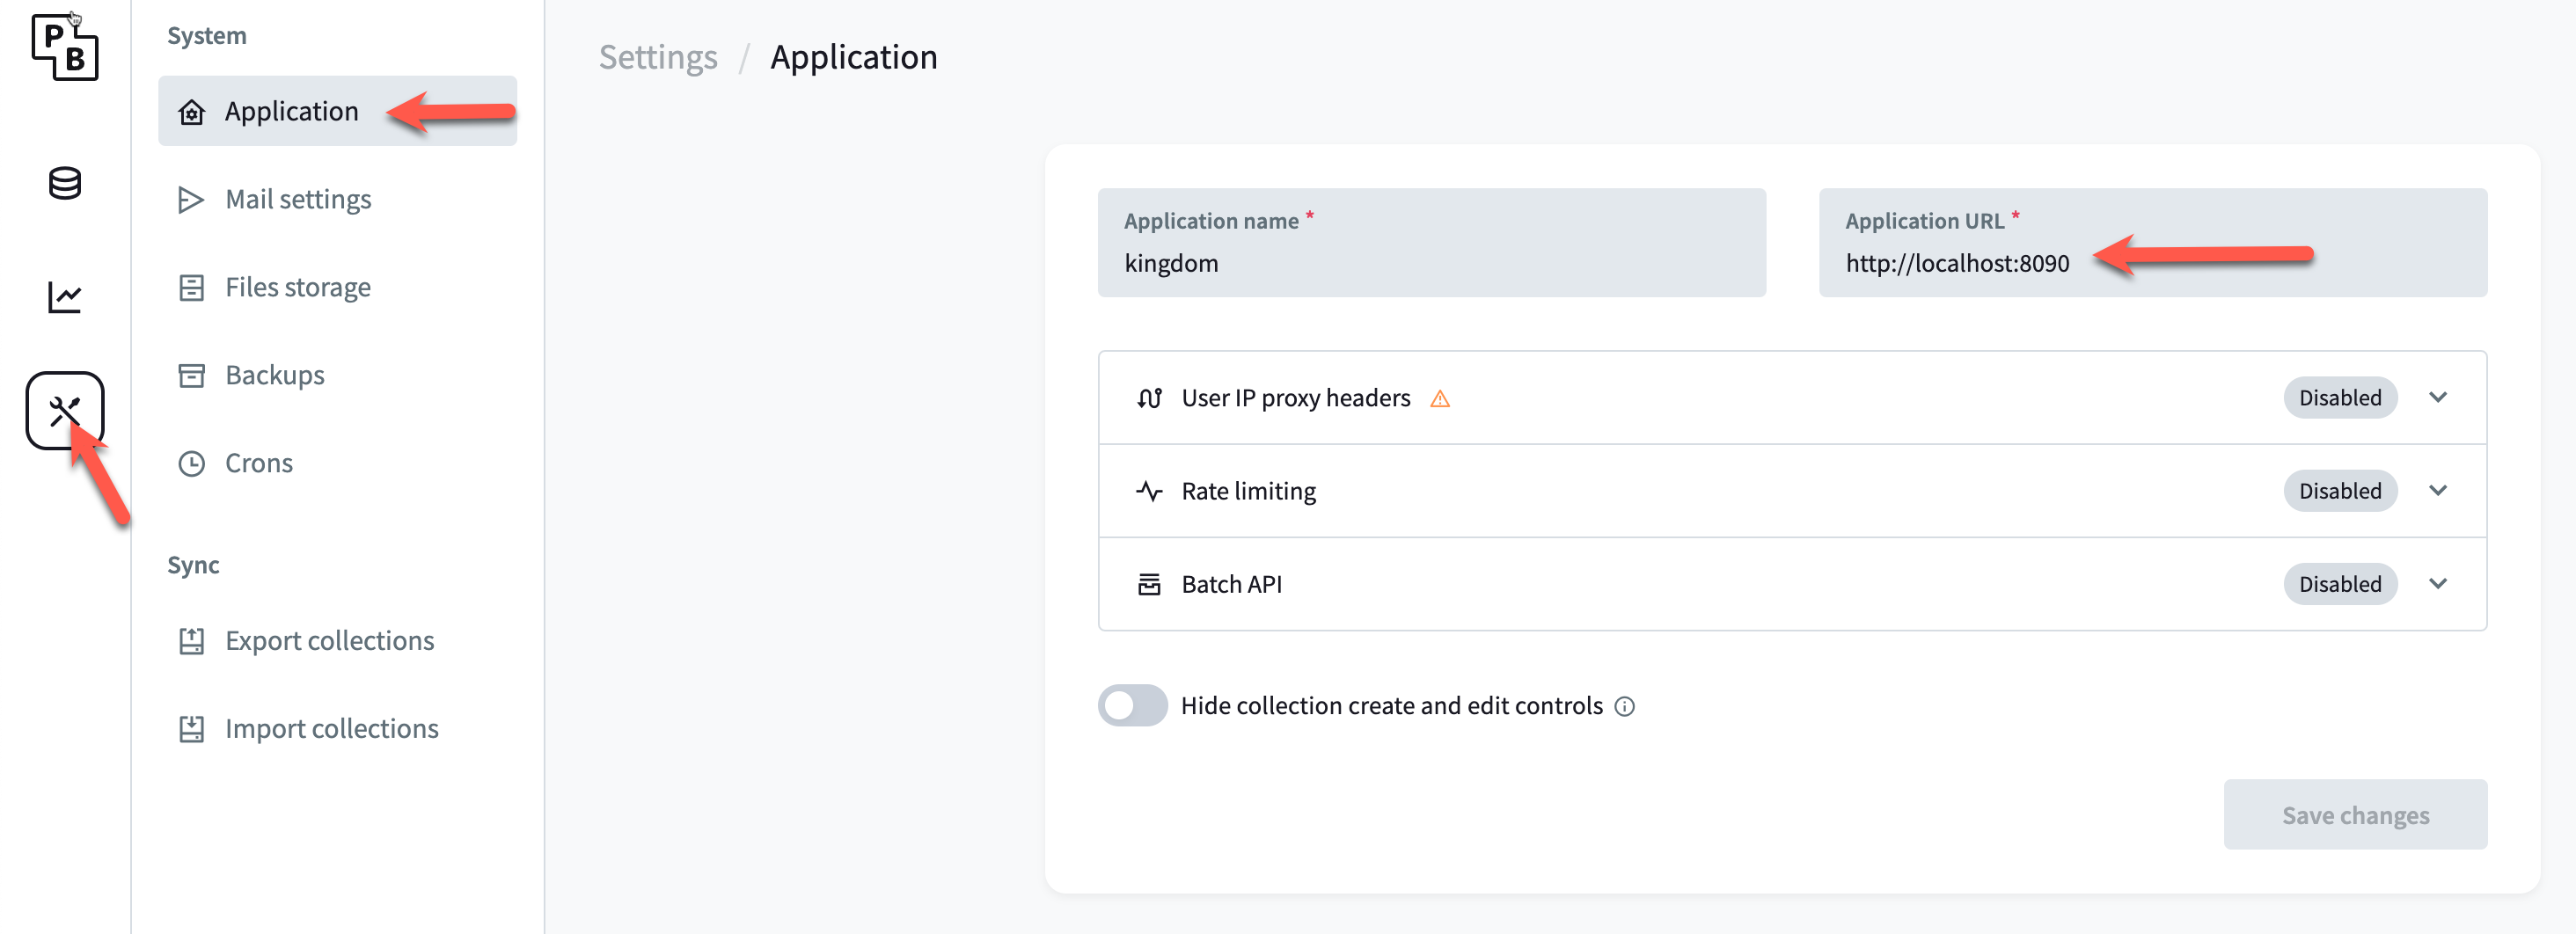 P
B
System
Application
Mail settings
Files storage
Backups
Crons
Sync
Export collections
Import collections
Settings / Application
Application name *
kingdom
Application URL *
http://localhost:8090
User IP proxy headers
Disabled
Rate limiting
Disabled
Batch API
Disabled
Hide collection create and edit controls
Save changes